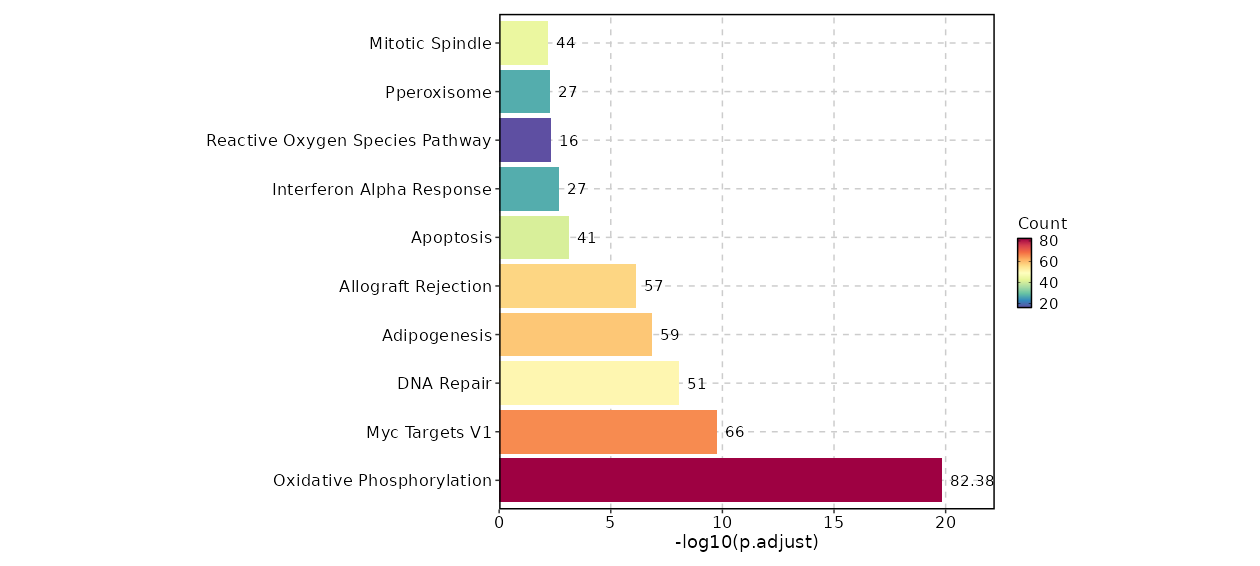 Mitotic Spindle 44
Pperoxisome 27
Reactive Oxygen Species Pathway 16
Interferon Alpha Response 27
Apoptosis 41
Allograft Rejection 57
Adipogenesis 59
DNA Repair 51
Myc Targets V1 66
Oxidative Phosphorylation 82.38
0 5 10 15 20
-log10(p.adjust)
Count
80
60
40
20